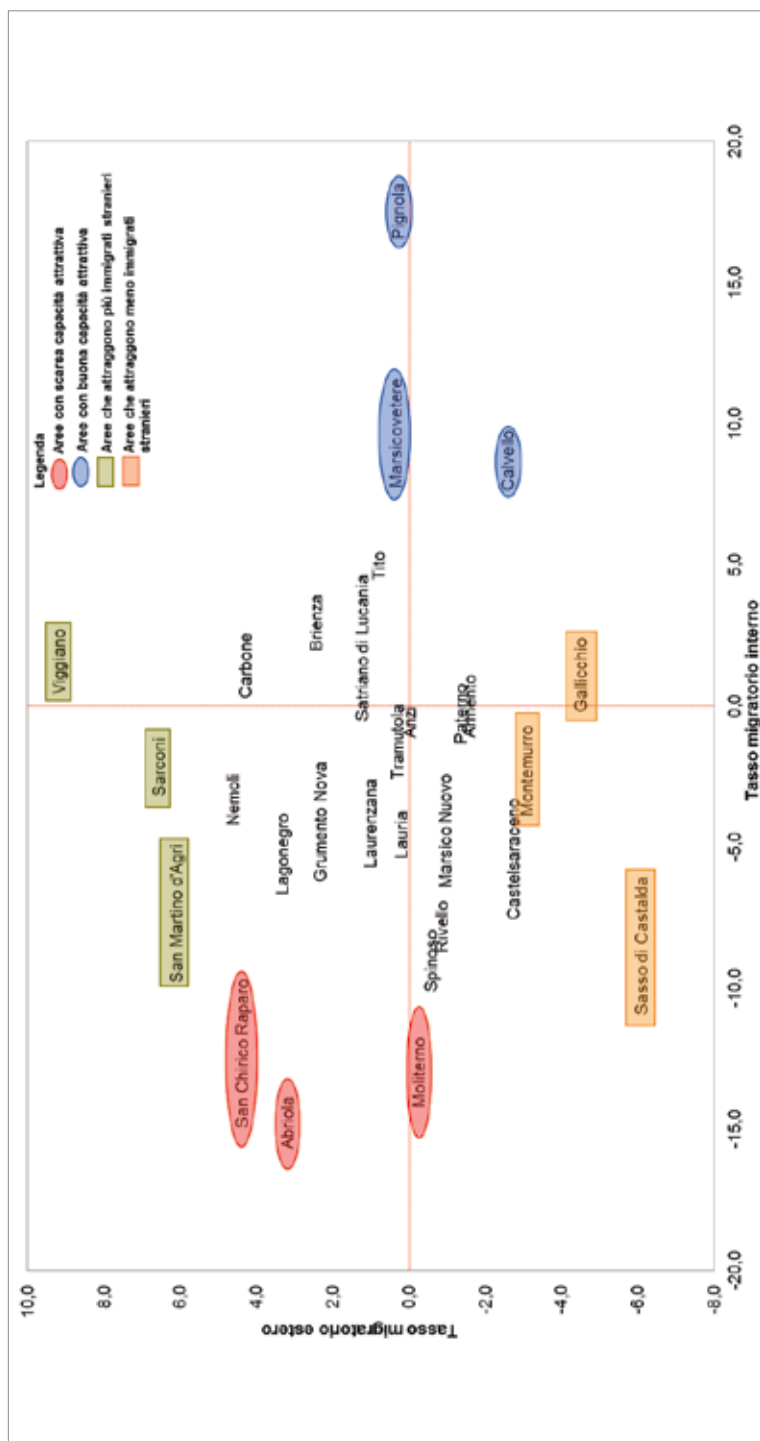 Legenda
Aree con scarsa capacità attrattiva
Aree con buona capacità attrattiva
Aree che attraggono più immigrati stranieri
Aree che attraggono meno immigrati
stranieri
Tasso migratorio estero
10,0
8,0
6,0
4,0
2,0
0,0
-2,0
-4,0
-6,0
-8,0
Viggiano
Sarconi
San Martino d'Agri
Nemoli
Carbone
San Chirico Raparo
Lagonegro
Abriola
Grumento Nova
Brienza
Laurenzana
Satriano di Lucania
Tito
Lauria
Tramutola
Anzi
Marsicovetere
Pignola
Moliterno
Spinoso
Rivello
Marsico Nuovo
Paterno
Armento
Castelsaraceno
Calvello
Montemurro
Gallicchio
Sasso di Castalda
-20,0
-15,0
-10,0
-5,0
0,0
5,0
10,0
15,0
20,0
Tasso migratorio interno